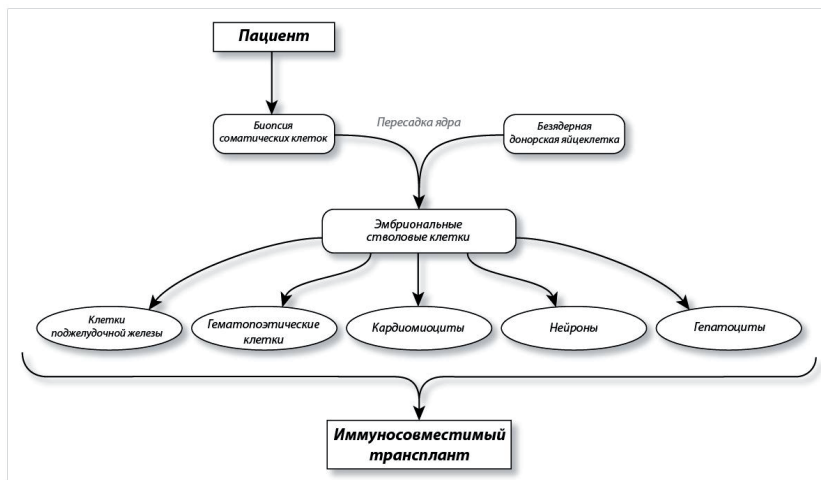 Пациент
Биопсия
соматических клеток
Пересадка ядра
Безядерная
донорская яйцеклетка
Эмбриональные
стволовые клетки
Клетки
поджелудочной железы
Гематопоэтические
клетки
Кардиомиоциты
Нейроны
Гепатоциты
Иммуносовместимый
трансплант